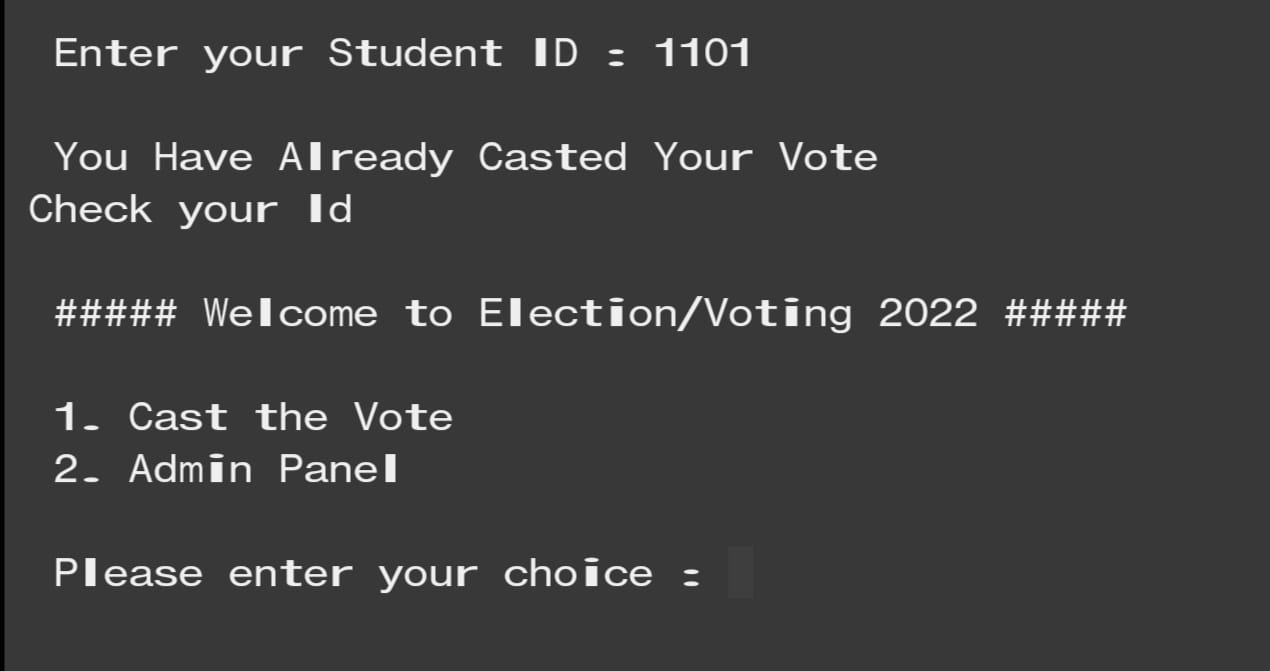 Enter your Student ID : 1101
You Have Already Casted Your Vote
Check your Id
##### Welcome to Election/Voting 2022 #####
1. Cast the Vote
2. Admin Panel
Please enter your choice :